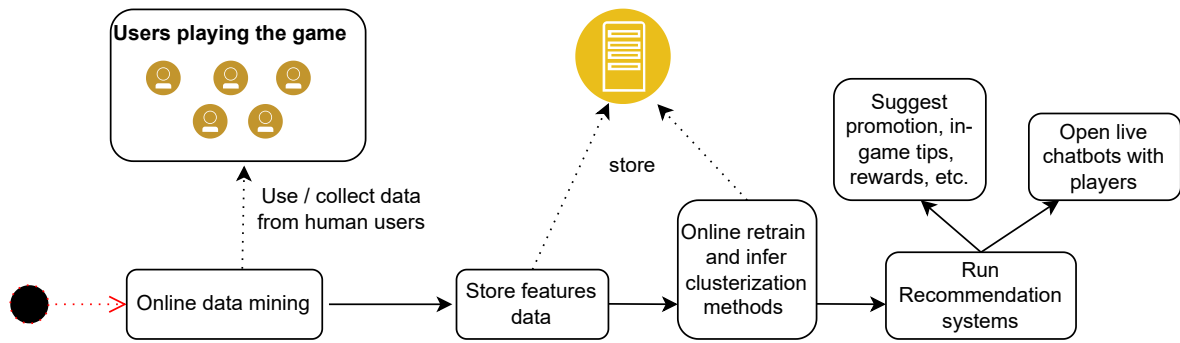 Users playing the game
Use / collect data
from human users
store
Suggest
promotion, in-
game tips,
rewards, etc.
Open live
chatbots with
players
Online data mining
Store features
data
Online retrain
and infer
clusterization
methods
Run
Recommendation
systems